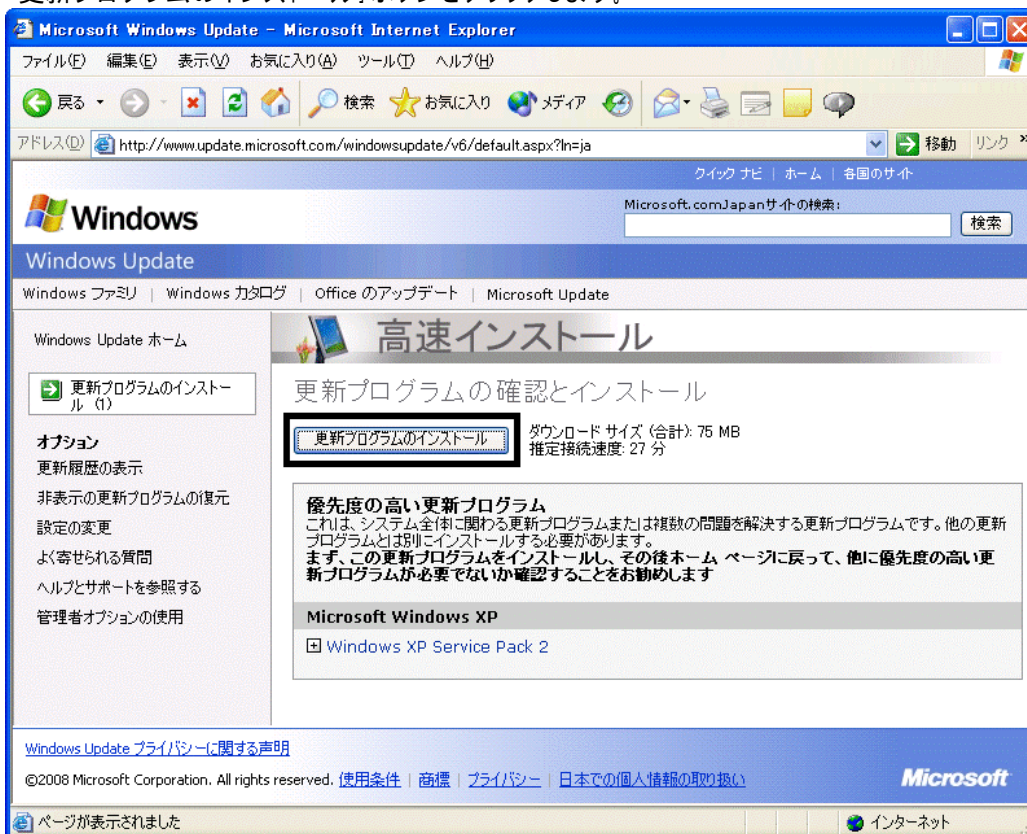 更新プログラムのインストール」ボタンをクリックします。
Microsoft Windows Update - Microsoft Internet Explorer
ファイル(F) 編集(E) 表示(V) お気に入り(A) ツール(T) ヘルプ(H)
戻る 検索 お気に入り メディア
アドレス(D) http://www.update.microsoft.com/windowsupdate/v6/default.aspx?ln=ja 移動 リンク »
クイック ナビ | ホーム | 各国のサイト
Windows
Microsoft.comJapanサイトの検索:
検索
Windows Update
Windows ファミリ | Windows カタログ | Office のアップデート | Microsoft Update
Windows Update ホーム
更新プログラムのインストー
ル (1)
オプション
更新履歴の表示
非表示の更新プログラムの復元
設定の変更
よく寄せられる質問
ヘルプとサポートを参照する
管理者オプションの使用
高速インストール
更新プログラムの確認とインストール
更新プログラムのインストール
ダウンロード サイズ (合計): 75 MB
推定接続速度: 27 分
優先度の高い更新プログラム
これは、システム全体に関わる更新プログラムまたは複数の問題を解決する更新プログラムです。他の更新
プログラムとは別にインストールする必要があります。
まず、この更新プログラムをインストールし、その後ホーム ページに戻って、他に優先度の高い更
新プログラムが必要でないか確認することをお勧めします
Microsoft Windows XP
Windows XP Service Pack 2
Windows Update プライバシーに関する声明
©2008 Microsoft Corporation. All rights reserved. 使用条件 | 商標 | プライバシー | 日本での個人情報の取り扱い
Microsoft
ページが表示されました
インターネット